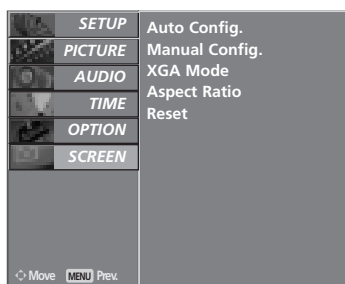 SETUP
PICTURE
AUDIO
TIME
OPTION
SCREEN
Move MENU Prev.
Auto Config.
Manual Config.
XGA Mode
Aspect Ratio
Reset